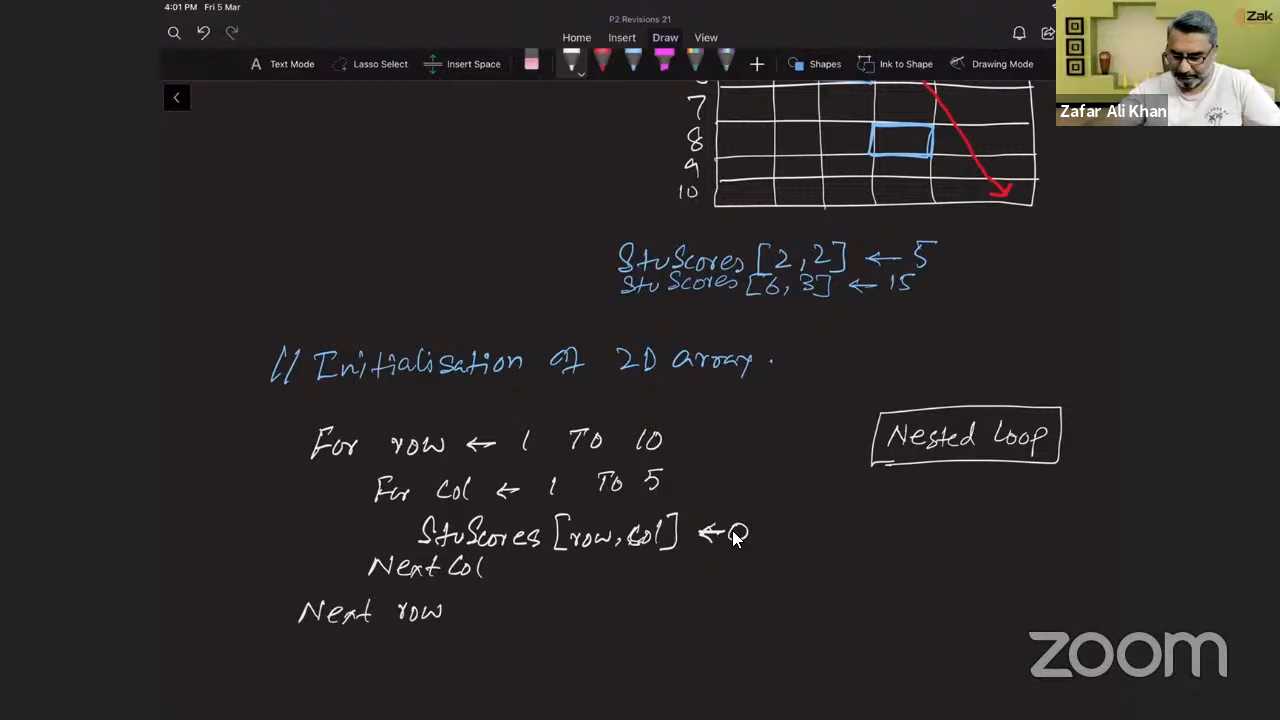 4:01 PM Fri 5 Mar
P2 Revisions 21
Home Insert Draw View
Text Mode Lasso Select Insert Space Shapes Ink to Shape Drawing Mode
Zak
Zafar Ali Khan
7
8
9
10
StuScores [2,2] ← 5
StuScores [6,3] ← 15
// Initialisation of 2D array.
For row ← 1 To 10
Nested Loop
For Col ← 1 To 5
StuScores [row, Col] ← 0
Next Col
Next row
zoom